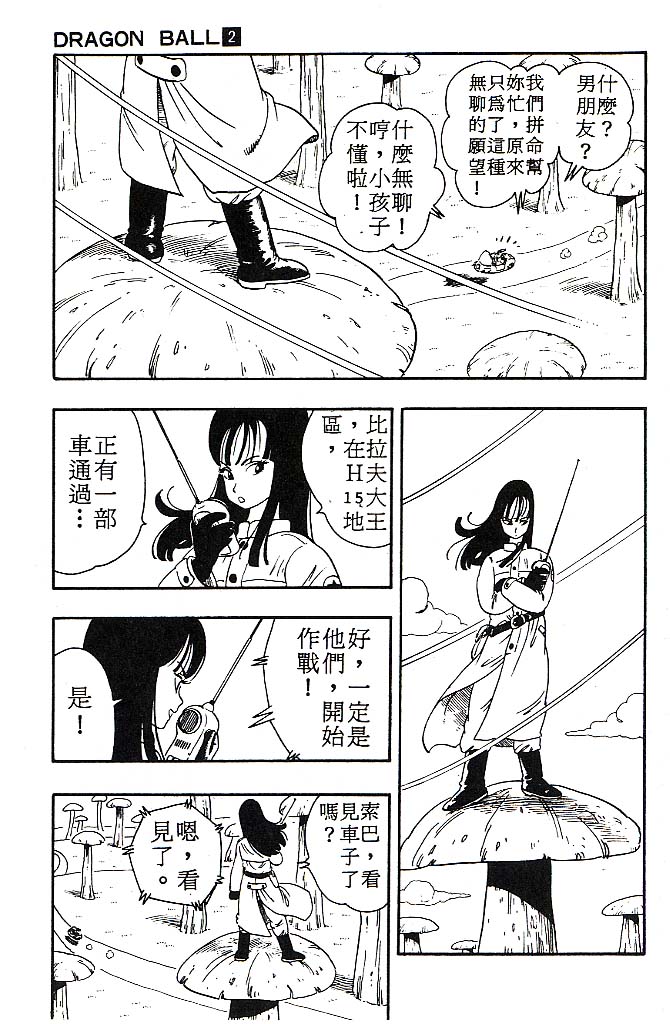 DRAGON BALL 2
什麼？
男朋友？
我們拼命幫
妳忙，原來
只為了這種
無聊的願
望！
什麼無聊！
哼，小孩子
不懂啦！
比拉夫大王
，在H15地
區，
正有一部
車通過…
好，一定是
他們，開始
作戰！
是！
索巴，看
見車子了
嗎？
嗯，看
見了。